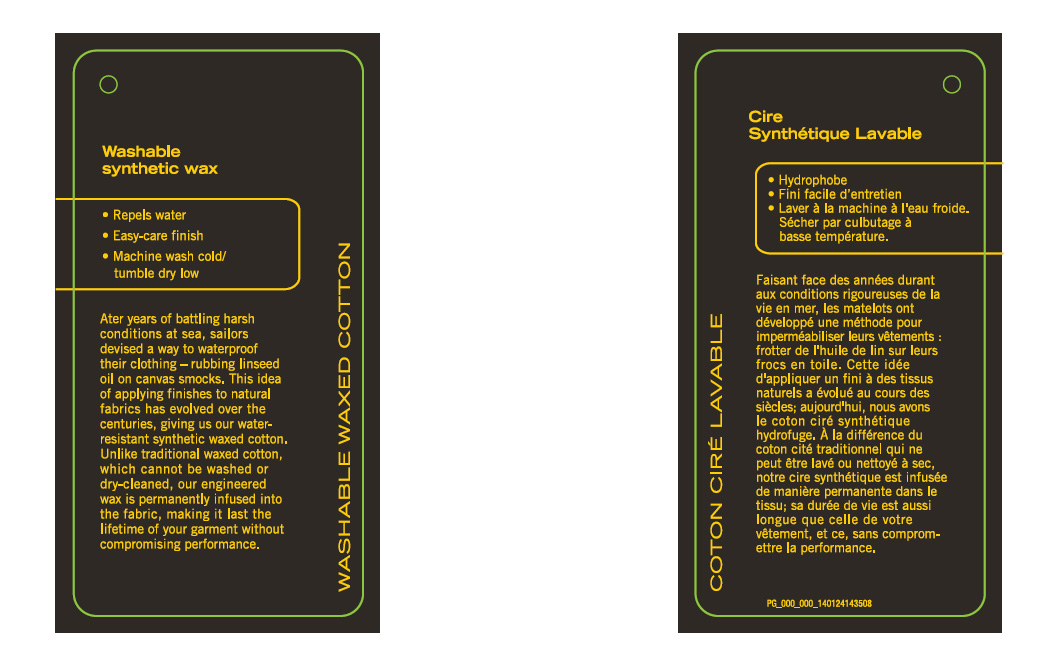 Washable
synthetic wax
• Repels water
• Easy-care finish
• Machine wash cold/
tumble dry low
Ater years of battling harsh
conditions at sea, sailors
devised a way to waterproof
their clothing – rubbing linseed
oil on canvas smocks. This idea
of applying finishes to natural
fabrics has evolved over the
centuries, giving us our water-
resistant synthetic waxed cotton.
Unlike traditional waxed cotton,
which cannot be washed or
dry-cleaned, our engineered
wax is permanently infused into
the fabric, making it last the
lifetime of your garment without
compromising performance.
WASHABLE WAXED COTTON
Cire
Synthétique Lavable
• Hydrophobe
• Fini facile d'entretien
• Laver à la machine à l'eau froide.
Sécher par culbutage à
basse température.
Faisant face des années durant
aux conditions rigoureuses de la
vie en mer, les matelots ont
développé une méthode pour
imperméabiliser leurs vêtements :
frotter de l'huile de lin sur leurs
frocs en toile. Cette idée
d'appliquer un fini à des tissus
naturels a évolué au cours des
siècles; aujourd'hui, nous avons
le coton ciré synthétique
hydrofuge. À la différence du
coton cité traditionnel qui ne
peut être lavé ou nettoyé à sec,
notre cire synthétique est infusée
de manière permanente dans le
tissu; sa durée de vie est aussi
longue que celle de votre
vêtement, et ce, sans comprom-
ettre la performance.
COTON CIRÉ LAVABLE
PG_000_000_140124143508